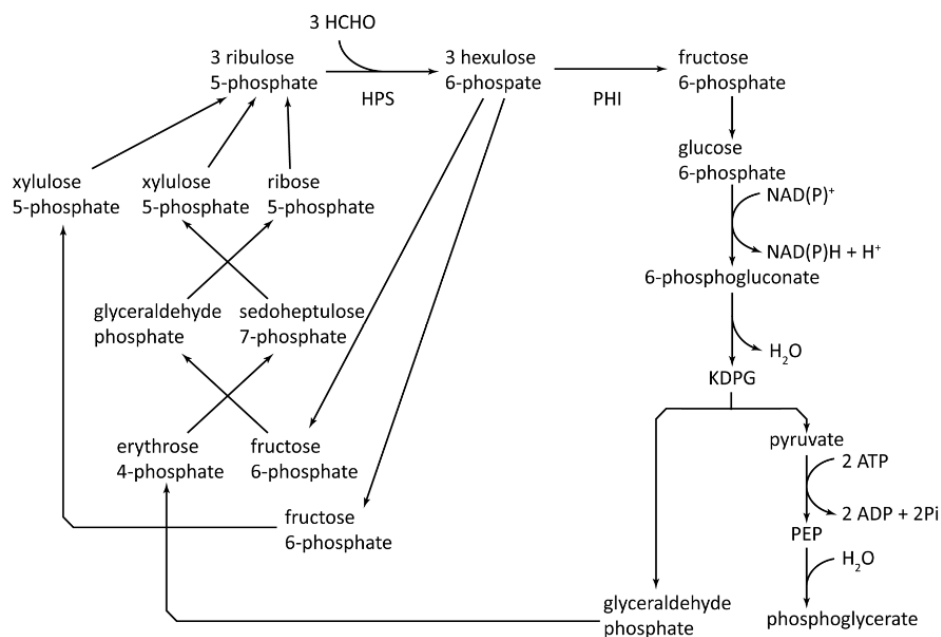 3 HCHO
3 ribulose
5-phosphate
HPS
3 hexulose
6-phospate
PHI
fructose
6-phosphate
glucose
6-phosphate
NAD(P)+
NAD(P)H + H+
6-phosphogluconate
H2O
KDPG
pyruvate
2 ATP
2 ADP + 2Pi
PEP
H2O
phosphoglycerate
glyceraldehyde
phosphate
xylulose
5-phosphate
xylulose
5-phosphate
ribose
5-phosphate
glyceraldehyde
phosphate
sedoheptulose
7-phosphate
erythrose
4-phosphate
fructose
6-phosphate
fructose
6-phosphate